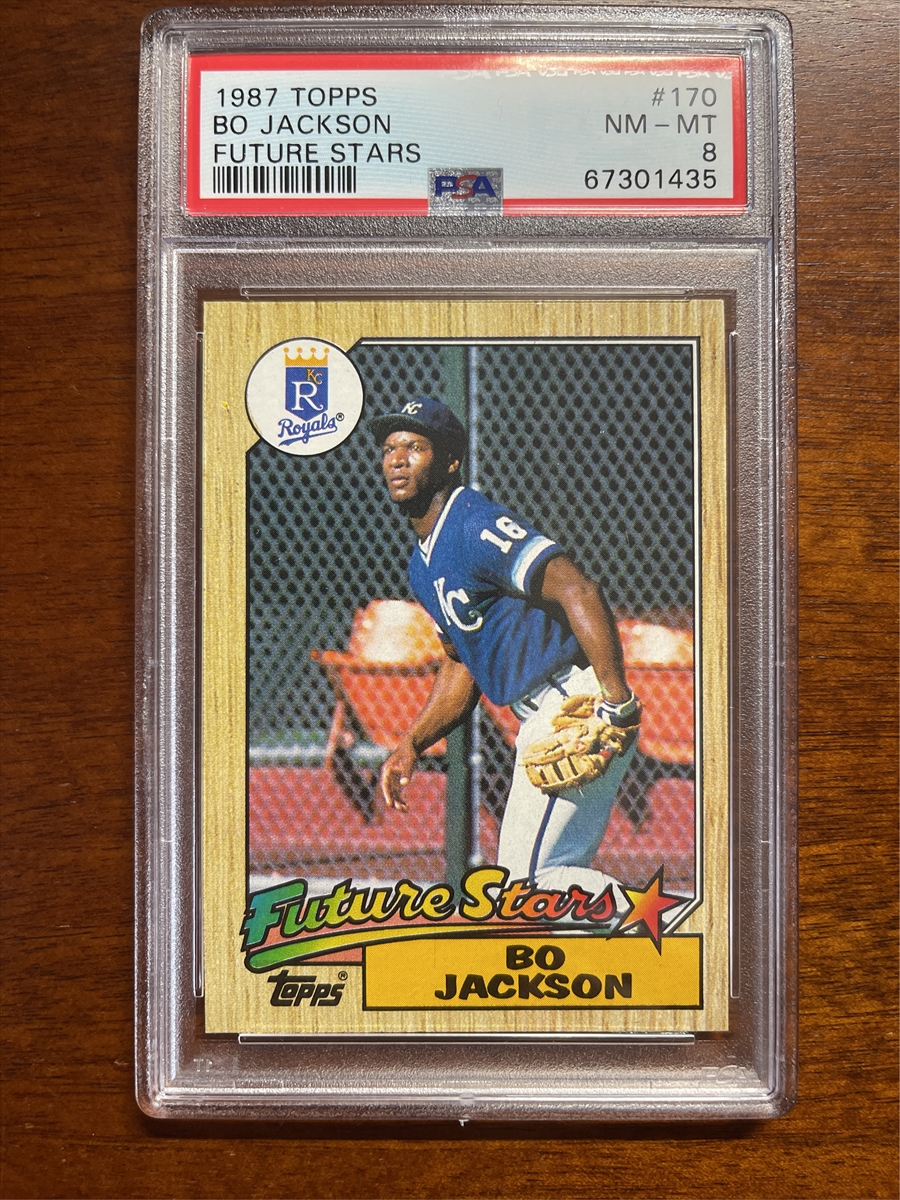 1987 TOPPS #170
BO JACKSON NM - MT
FUTURE STARS 8
PSA 67301435
KC
R
Royals®
KC
16
KC
Future Stars
topps®
BO
JACKSON